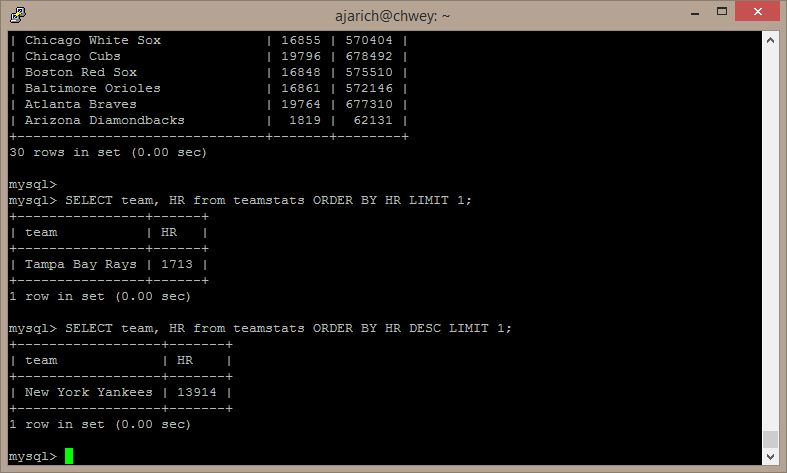 ajarich@chwey: ~
| Chicago White Sox             | 16855 | 570404 |
| Chicago Cubs                  | 19796 | 678492 |
| Boston Red Sox                | 16848 | 575510 |
| Baltimore Orioles             | 16861 | 572146 |
| Atlanta Braves                | 19764 | 677310 |
| Arizona Diamondbacks          |  1819 |  62131 |
+-------------------------------+-------+--------+
30 rows in set (0.00 sec)
mysql>
mysql> SELECT team, HR from teamstats ORDER BY HR LIMIT 1;
+----------------+------+
| team           | HR   |
+----------------+------+
| Tampa Bay Rays | 1713 |
+----------------+------+
1 row in set (0.00 sec)
mysql> SELECT team, HR from teamstats ORDER BY HR DESC LIMIT 1;
+------------------+-------+
| team             | HR    |
+------------------+-------+
| New York Yankees | 13914 |
+------------------+-------+
1 row in set (0.00 sec)
mysql>